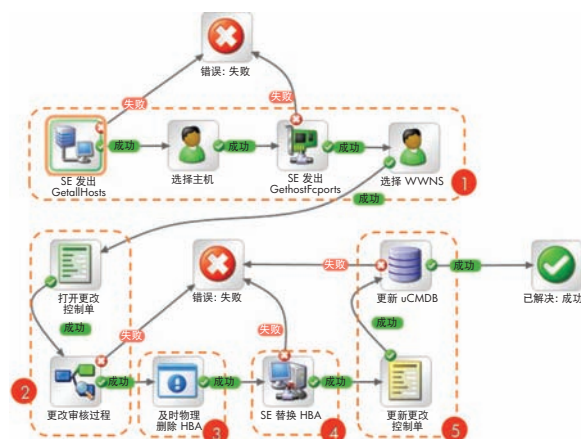 错误: 失败
失败
失败
成功
成功
成功
SE 发出
GetallHosts
选择主机
SE 发出
GethostFcports
选择 WWNS
1
成功
打开更改
控制单
错误: 失败
失败
更新 uCMDB
成功
已解决: 成功
成功
失败
失败
成功
2
更改审核过程
成功
及时物理
删除 HBA
3
成功
SE 替换 HBA
4
成功
更新更改
控制单
5